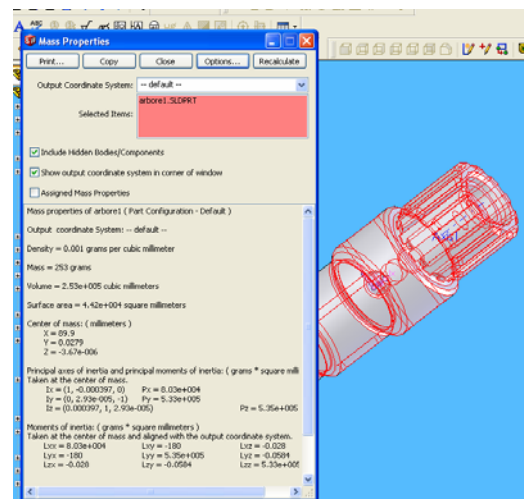 Mass Properties
Print... Copy Close Options... Recalculate
Output Coordinate System: -- default --
arbore1.SLDPRT
Selected Items:
Include Hidden Bodies/Components
Show output coordinate system in corner of window
Assigned Mass Properties
Mass properties of arbore1 ( Part Configuration - Default )
Output coordinate System: -- default --
Density = 0.001 grams per cubic millimeter
Mass = 253 grams
Volume = 2.53e+005 cubic millimeters
Surface area = 4.42e+004 square millimeters
Center of mass: ( millimeters )
X = 89.9
Y = 0.0279
Z = -3.67e-006
Principal axes of inertia and principal moments of inertia: ( grams * square milli
Taken at the center of mass.
Ix = (1, -0.000397, 0) Px = 8.03e+004
Iy = (0, 2.93e-005, -1) Py = 5.33e+005
Iz = (0.000397, 1, 2.93e-005) Pz = 5.35e+005
Moments of inertia: ( grams * square millimeters )
Taken at the center of mass and aligned with the output coordinate system.
Lxx = 8.03e+004 Lxy = -180 Lxz = -0.028
Lyx = -180 Lyy = 5.35e+005 Lyz = -0.0584
Lzx = -0.028 Lzy = -0.0584 Lzz = 5.33e+005